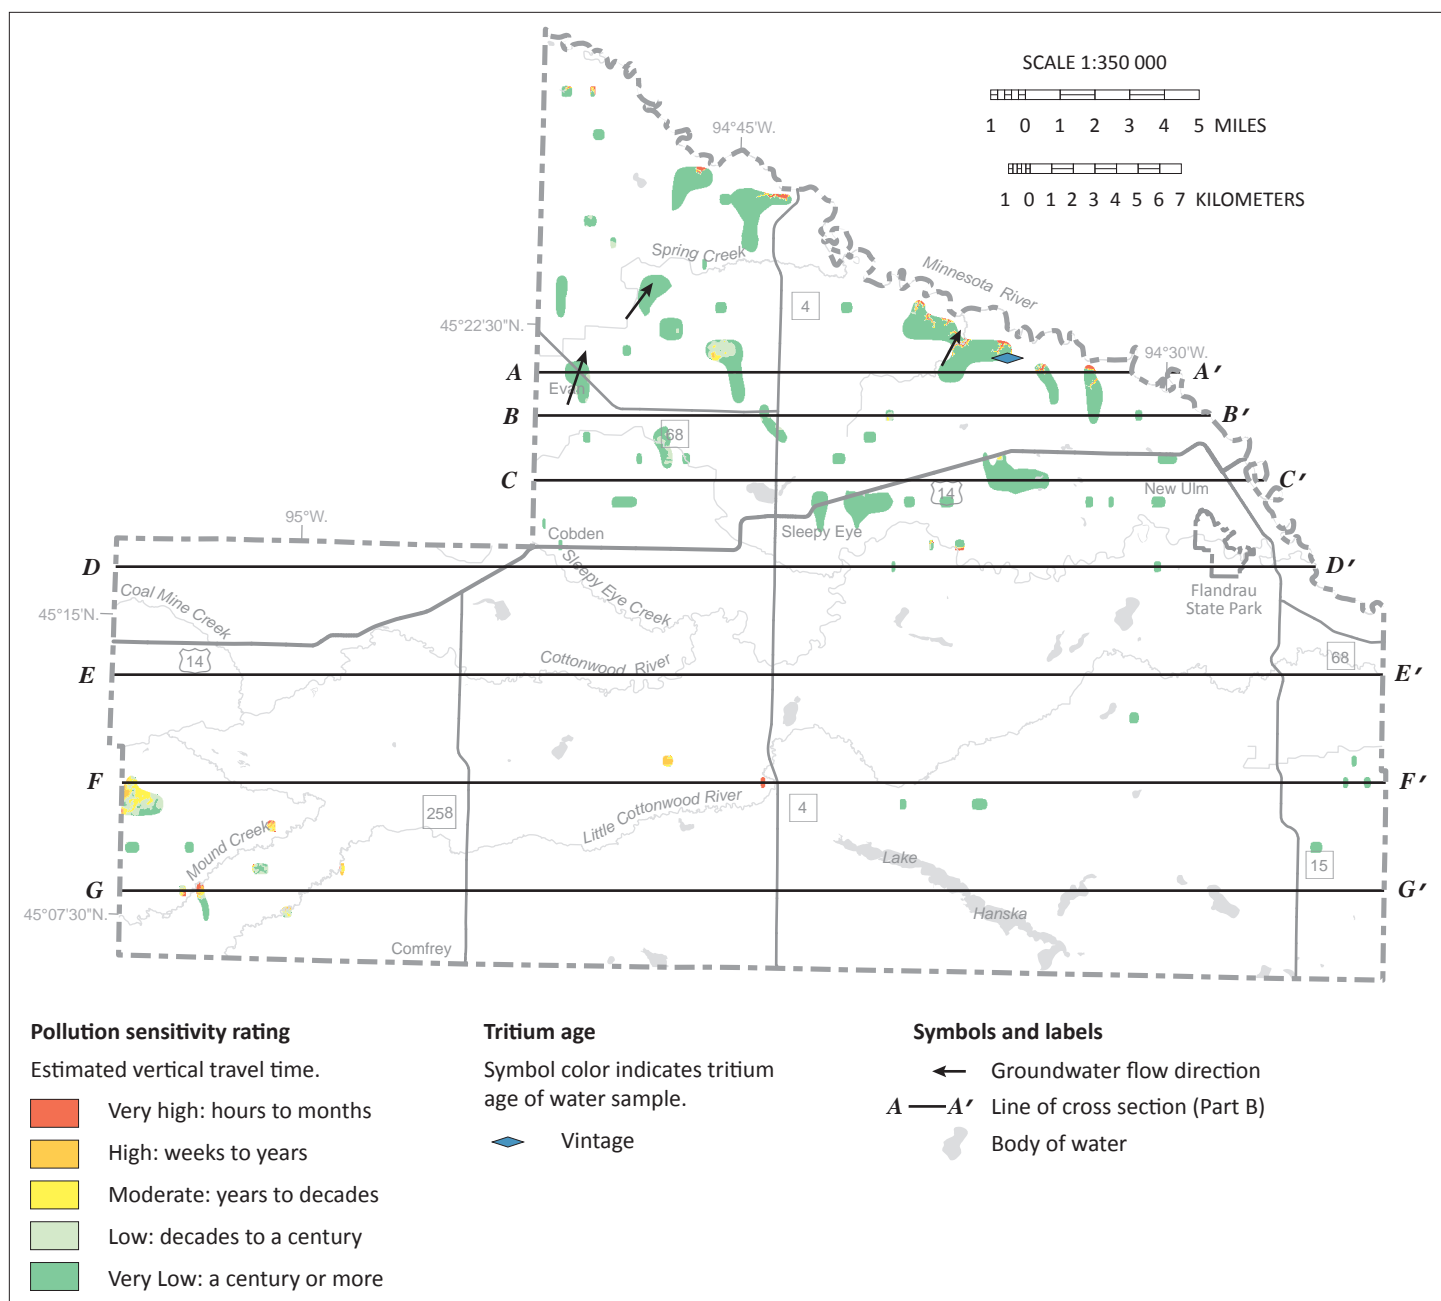 SCALE 1:350 000
1 0 1 2 3 4 5 MILES
1 0 1 2 3 4 5 6 7 KILOMETERS
94°45'W.
Spring Creek
Minnesota River
4
45°22'30"N.
94°30'W.
A A′
Evan
B B′
68
C C′
14
New Ulm
95°W.
Cobden
Sleepy Eye
D D′
Coal Mine Creek
Sleepy Eye Creek
Flandrau
State Park
45°15'N.
14
Cottonwood River
68
E E′
F F′
258
Little Cottonwood River
4
Mound Creek
Lake
15
G G′
45°07'30"N.
Hanska
Comfrey
Pollution sensitivity rating
Estimated vertical travel time.
Very high: hours to months
High: weeks to years
Moderate: years to decades
Low: decades to a century
Very Low: a century or more
Tritium age
Symbol color indicates tritium
age of water sample.
Vintage
Symbols and labels
Groundwater flow direction
A A′ Line of cross section (Part B)
Body of water